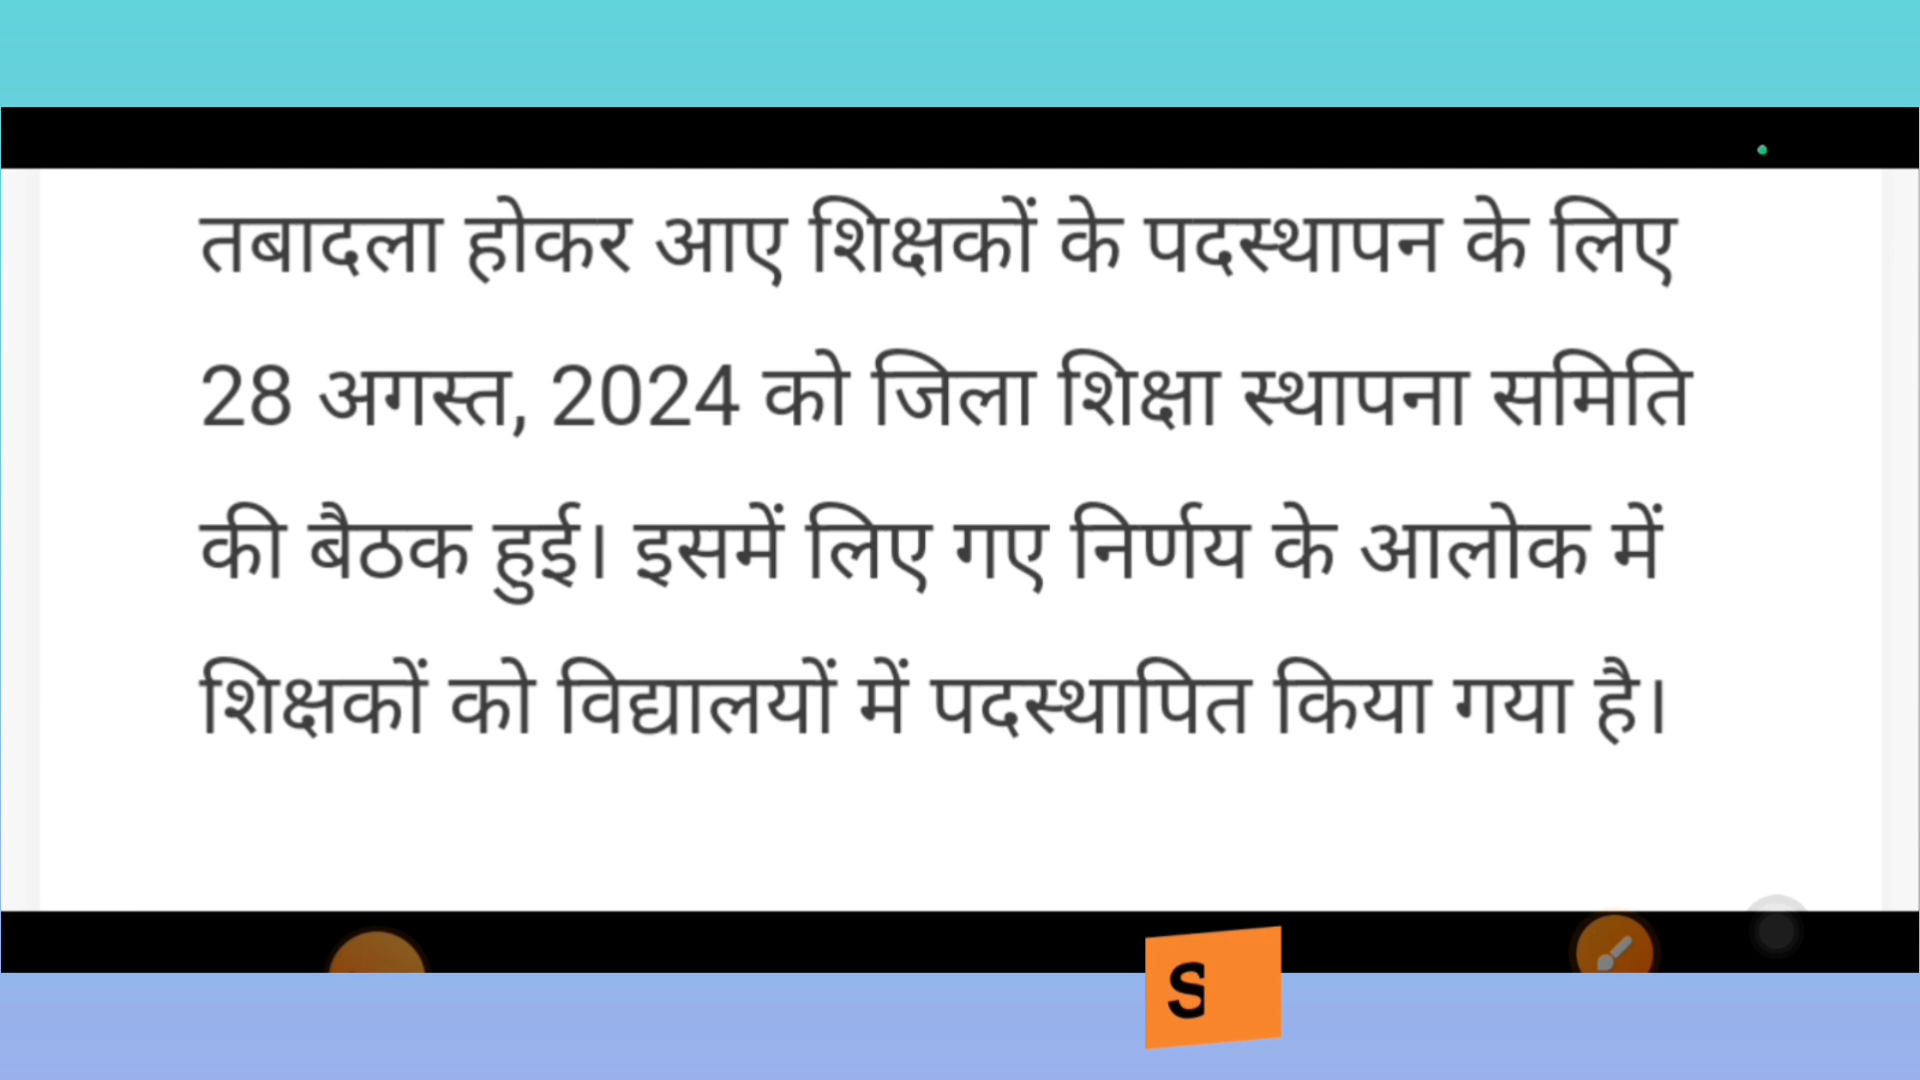 तबादला होकर आए शिक्षकों के पदस्थापन के लिए
28 अगस्त, 2024 को जिला शिक्षा स्थापना समिति
की बैठक हुई। इसमें लिए गए निर्णय के आलोक में
शिक्षकों को विद्यालयों में पदस्थापित किया गया है।
S